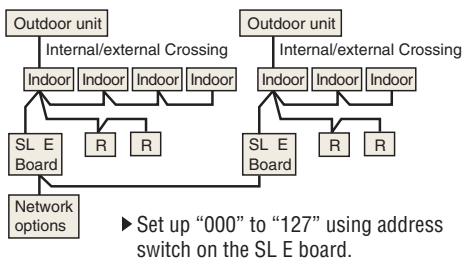 Outdoor unit Outdoor unit
Internal/external Crossing Internal/external Crossing
Indoor Indoor Indoor Indoor Indoor Indoor Indoor
SL E R R SL E R R
Board Board
Network
options
▶ Set up “000” to “127” using address
switch on the SL E board.